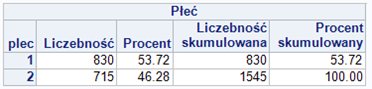 Płeć
plec Liczebność Procent Liczebność skumulowana Procent skumulowany
1 830 53.72 830 53.72
2 715 46.28 1545 100.00